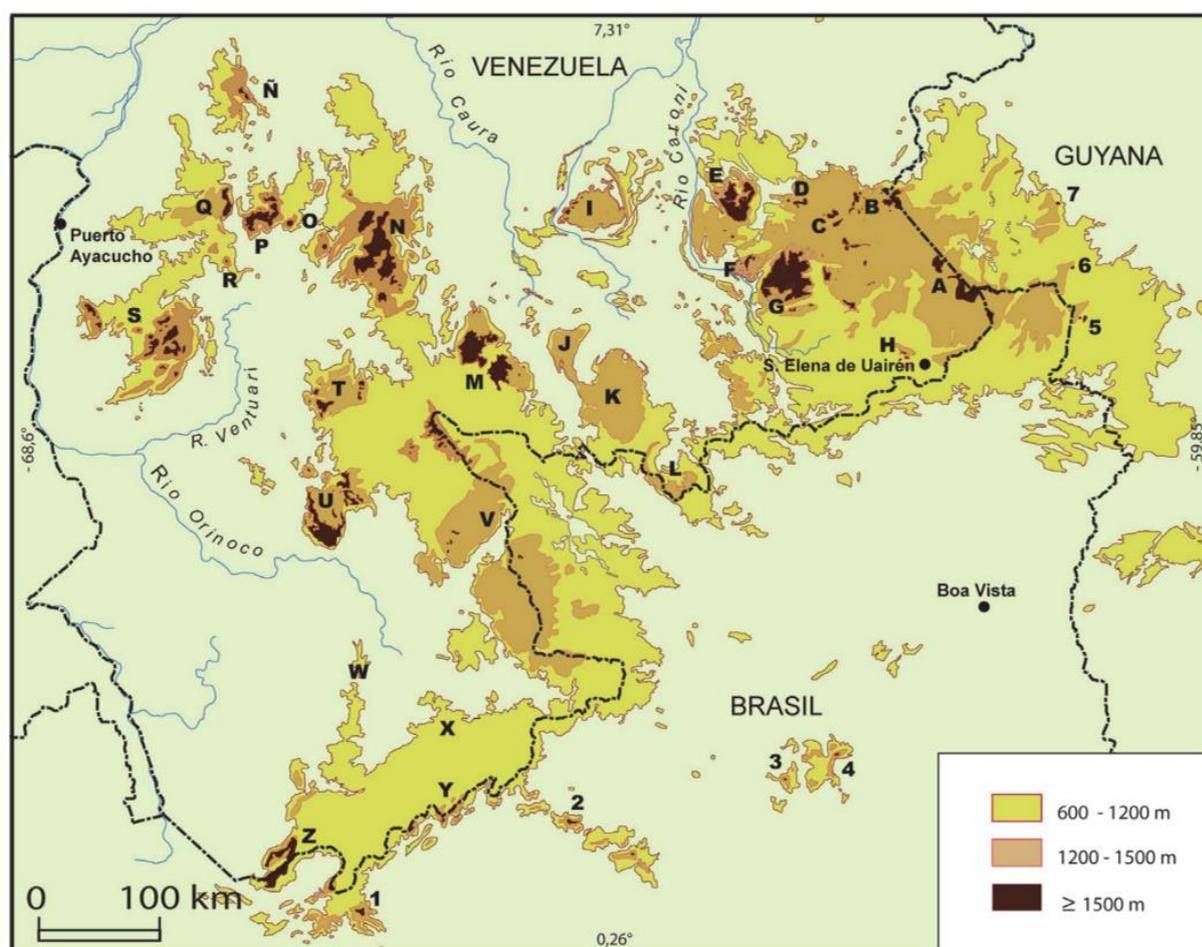 7,31°
VENEZUELA
Rio Caura
Rio Caroni
GUYANA
Ñ
E
D
B
7
I
C
Q
O
N
P
Puerto
Ayacucho
R
F
6
A
G
S
5
H
J
S. Elena de Uairén
M
T
K
R. Ventuari
- 68,6°
- 59,85°
L
U
V
Rio Orinoco
Boa Vista
W
BRASIL
X
3
4
Y
2
Z
600 - 1200 m
1200 - 1500 m
≥ 1500 m
0 100 km
1
0,26°